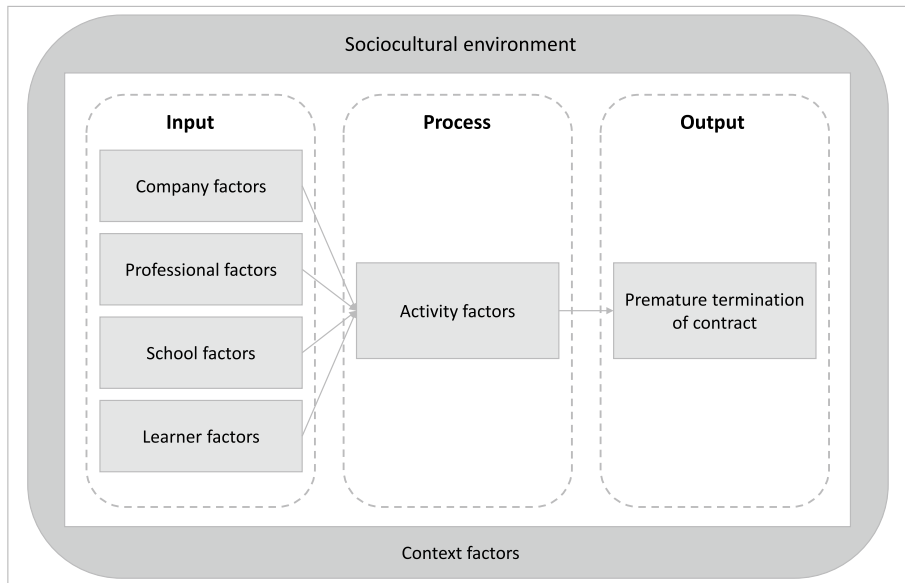 Sociocultural environment
Input
Process
Output
Company factors
Professional factors
School factors
Learner factors
Activity factors
Premature termination
of contract
Context factors